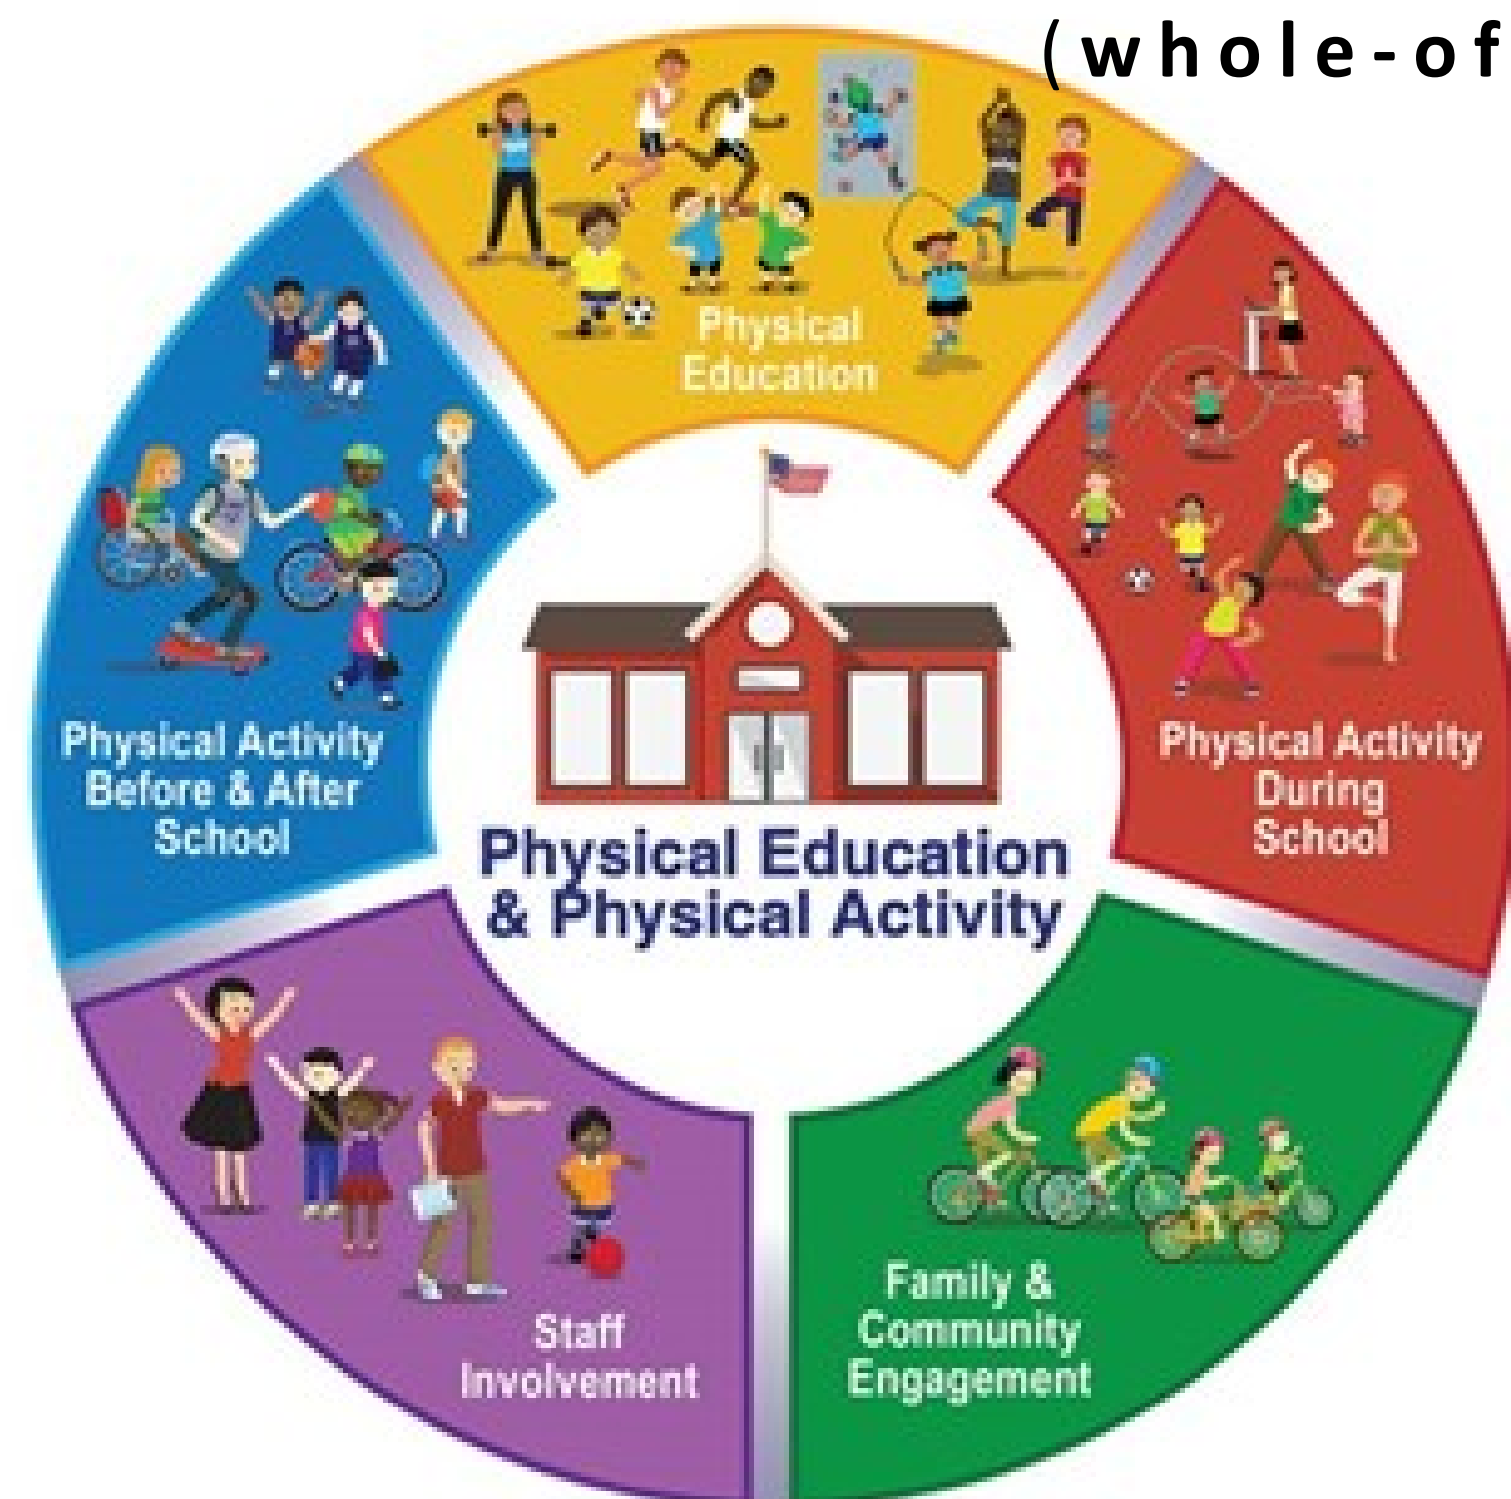 (whole-of
Physical
Education
Physical Activity
Before & After
School
Physical Activity
During
School
Physical Education
& Physical Activity
Staff
Involvement
Family &
Community
Engagement